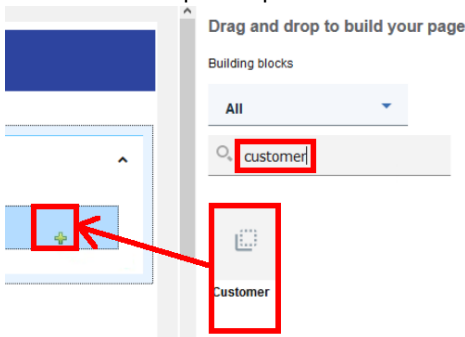 Drag and drop to build your page
Building blocks
All
customer
Customer